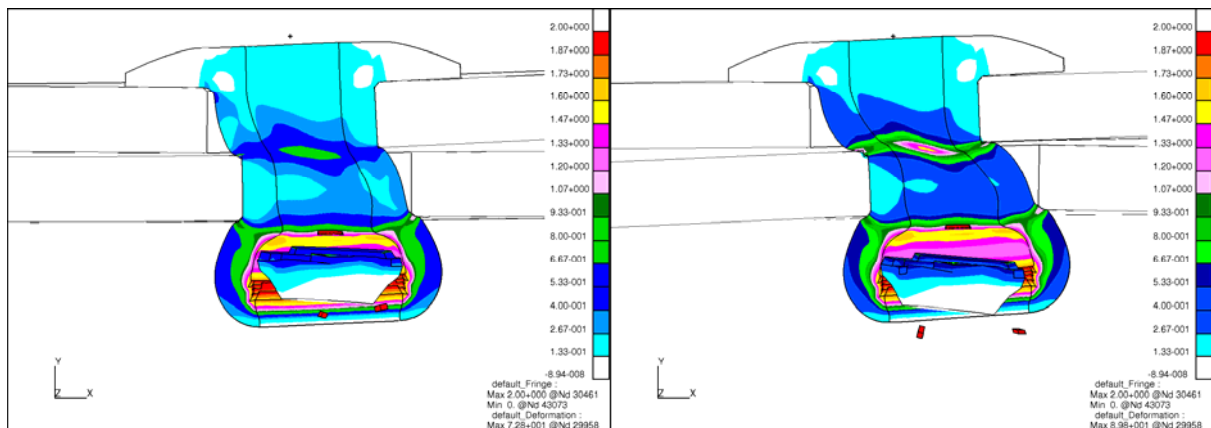 2.00+000
1.87+000
1.73+000
1.60+000
1.47+000
1.33+000
1.20+000
1.07+000
9.33-001
8.00-001
6.67-001
5.33-001
4.00-001
2.67-001
1.33-001
-8.94-008
Y
Z X
default_Fringe :
Max 2.00+000 @Nd 30461
Min 0. @Nd 43073
default_Deformation :
Max 7.28+001 @Nd 29958
2.00+000
1.87+000
1.73+000
1.60+000
1.47+000
1.33+000
1.20+000
1.07+000
9.33-001
8.00-001
6.67-001
5.33-001
4.00-001
2.67-001
1.33-001
-8.94-008
Y
Z X
default_Fringe :
Max 2.00+000 @Nd 30461
Min 0. @Nd 43073
default_Deformation :
Max 8.98+001 @Nd 29958